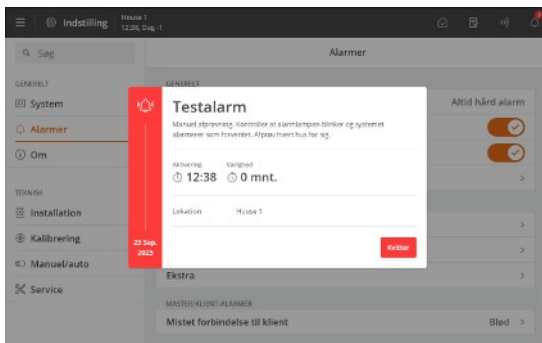 Indstilling
House 1
12:38, Dag -1
Søg
Alarmer
GENERELT
System
Alarmer
Om
TEKNISK
Installation
Kalibrering
Manuel/auto
Service
GENERELT
Altid hård alarm
Testalarm
Manuel afprøvning. Kontroller at alarmlampen blinker og systemet
alarmerer som forventet. Afprøv hvert hus for sig.
Aktivering
Varighed
12:38
0 mnt.
Lokation
House 1
23 Sep.
2025
Kvitter
Ekstra
MASTER/KLIENT-ALARMER
Mistet forbindelse til klient
Blød